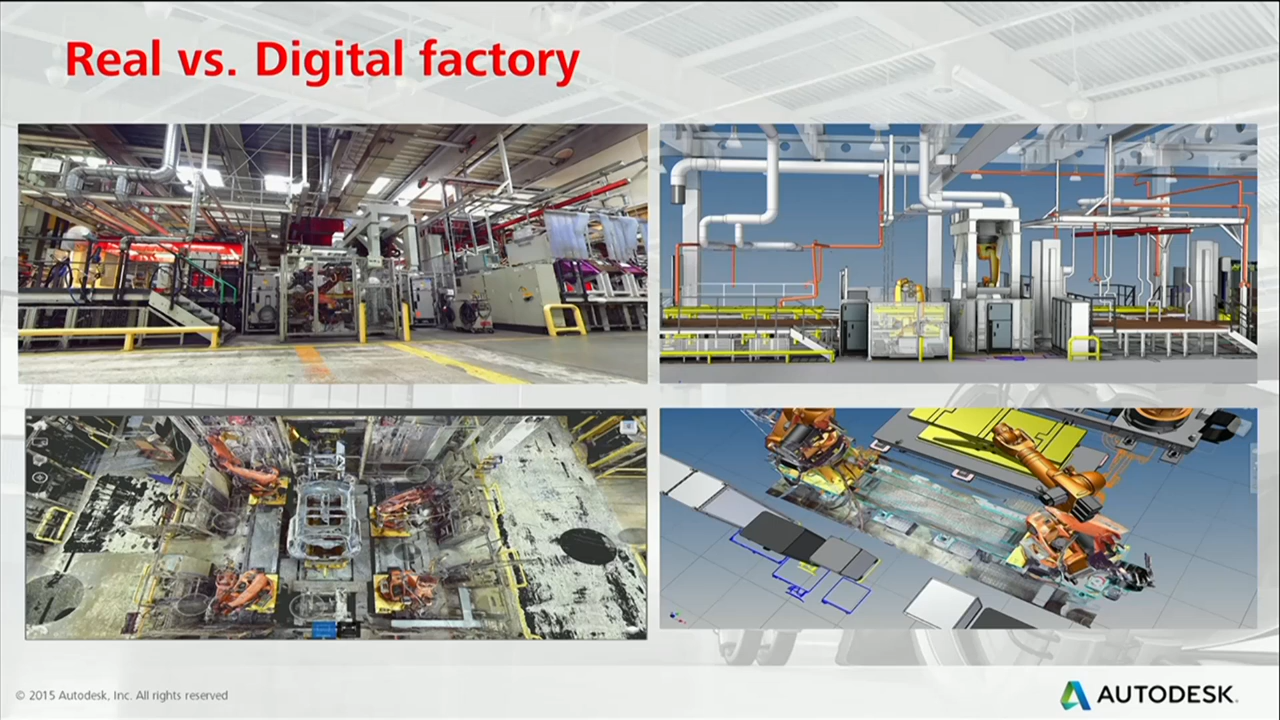 Real vs. Digital factory
© 2015 Autodesk, Inc. All rights reserved
AUTODESK.